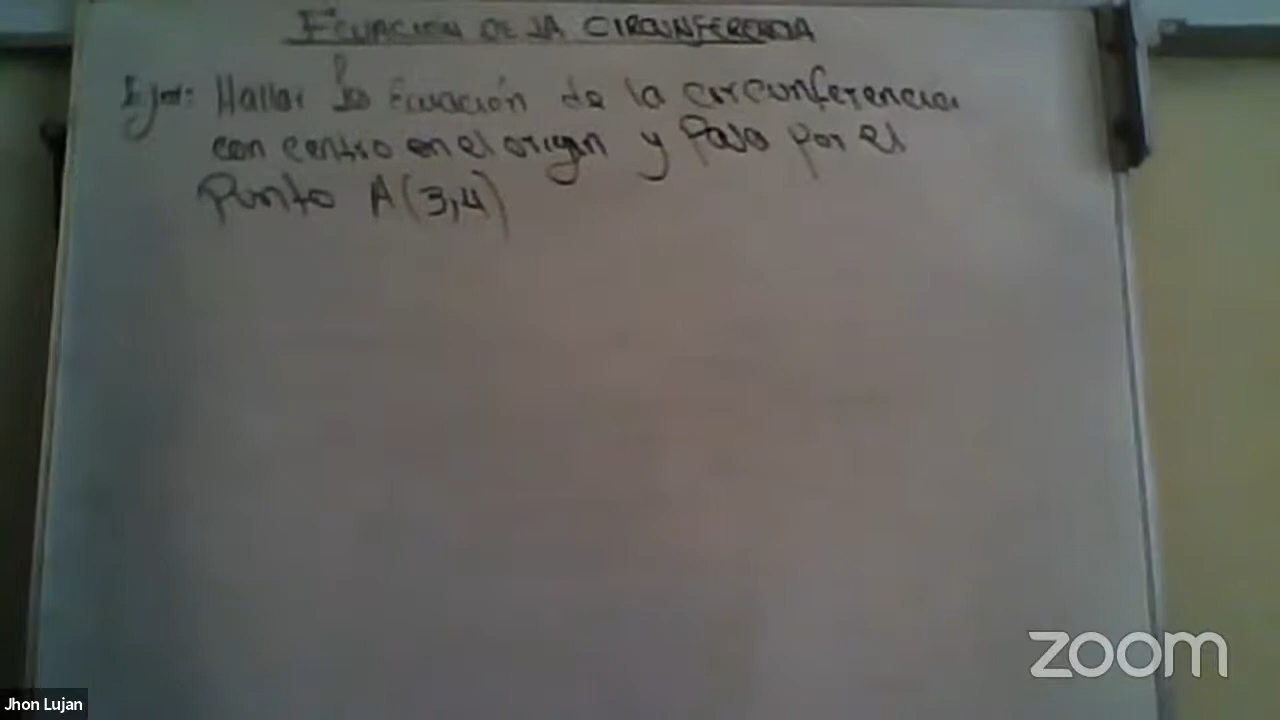 ECUACION DE LA CIRCUNFERENCIA
Ejm: Hallar la Ecuación de la circunferencia
con centro en el origen y pasa por el
Punto A(3,4)
zoom
Jhon Lujan